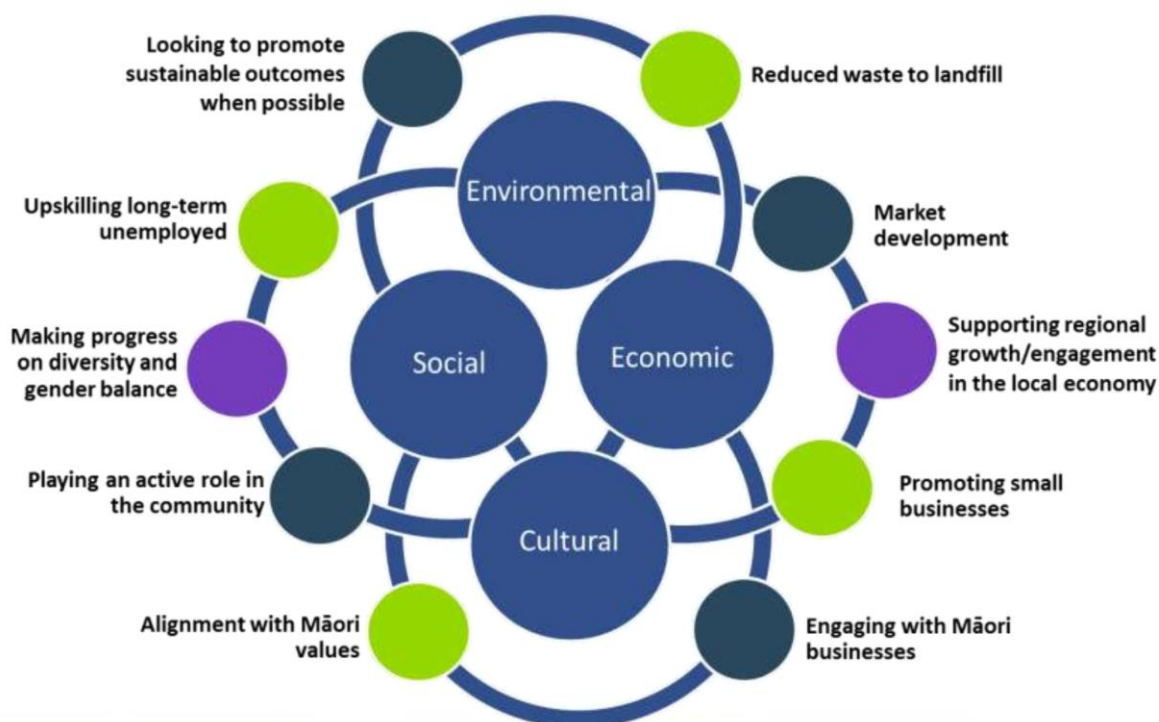 Looking to promote
sustainable outcomes
when possible
Reduced waste to landfill
Environmental
Upskilling long-term
unemployed
Market
development
Making progress
on diversity and
gender balance
Social
Economic
Supporting regional
growth/engagement
in the local economy
Playing an active role in
the community
Promoting small
businesses
Cultural
Alignment with Māori
values
Engaging with Māori
businesses